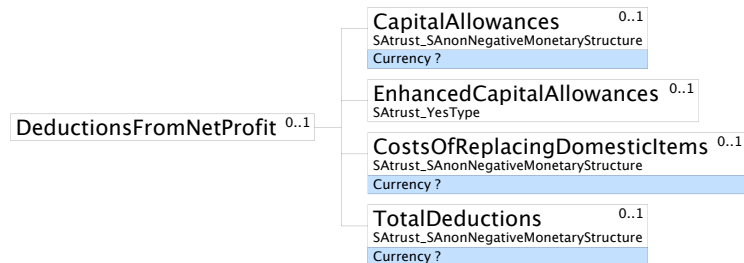 CapitalAllowances 0..1
SAtrust_SAnonNegativeMonetaryStructure
Currency ?
EnhancedCapitalAllowances 0..1
SAtrust_YesType
DeductionsFromNetProfit 0..1
CostsOfReplacingDomesticItems 0..1
SAtrust_SAnonNegativeMonetaryStructure
Currency ?
TotalDeductions 0..1
SAtrust_SAnonNegativeMonetaryStructure
Currency ?